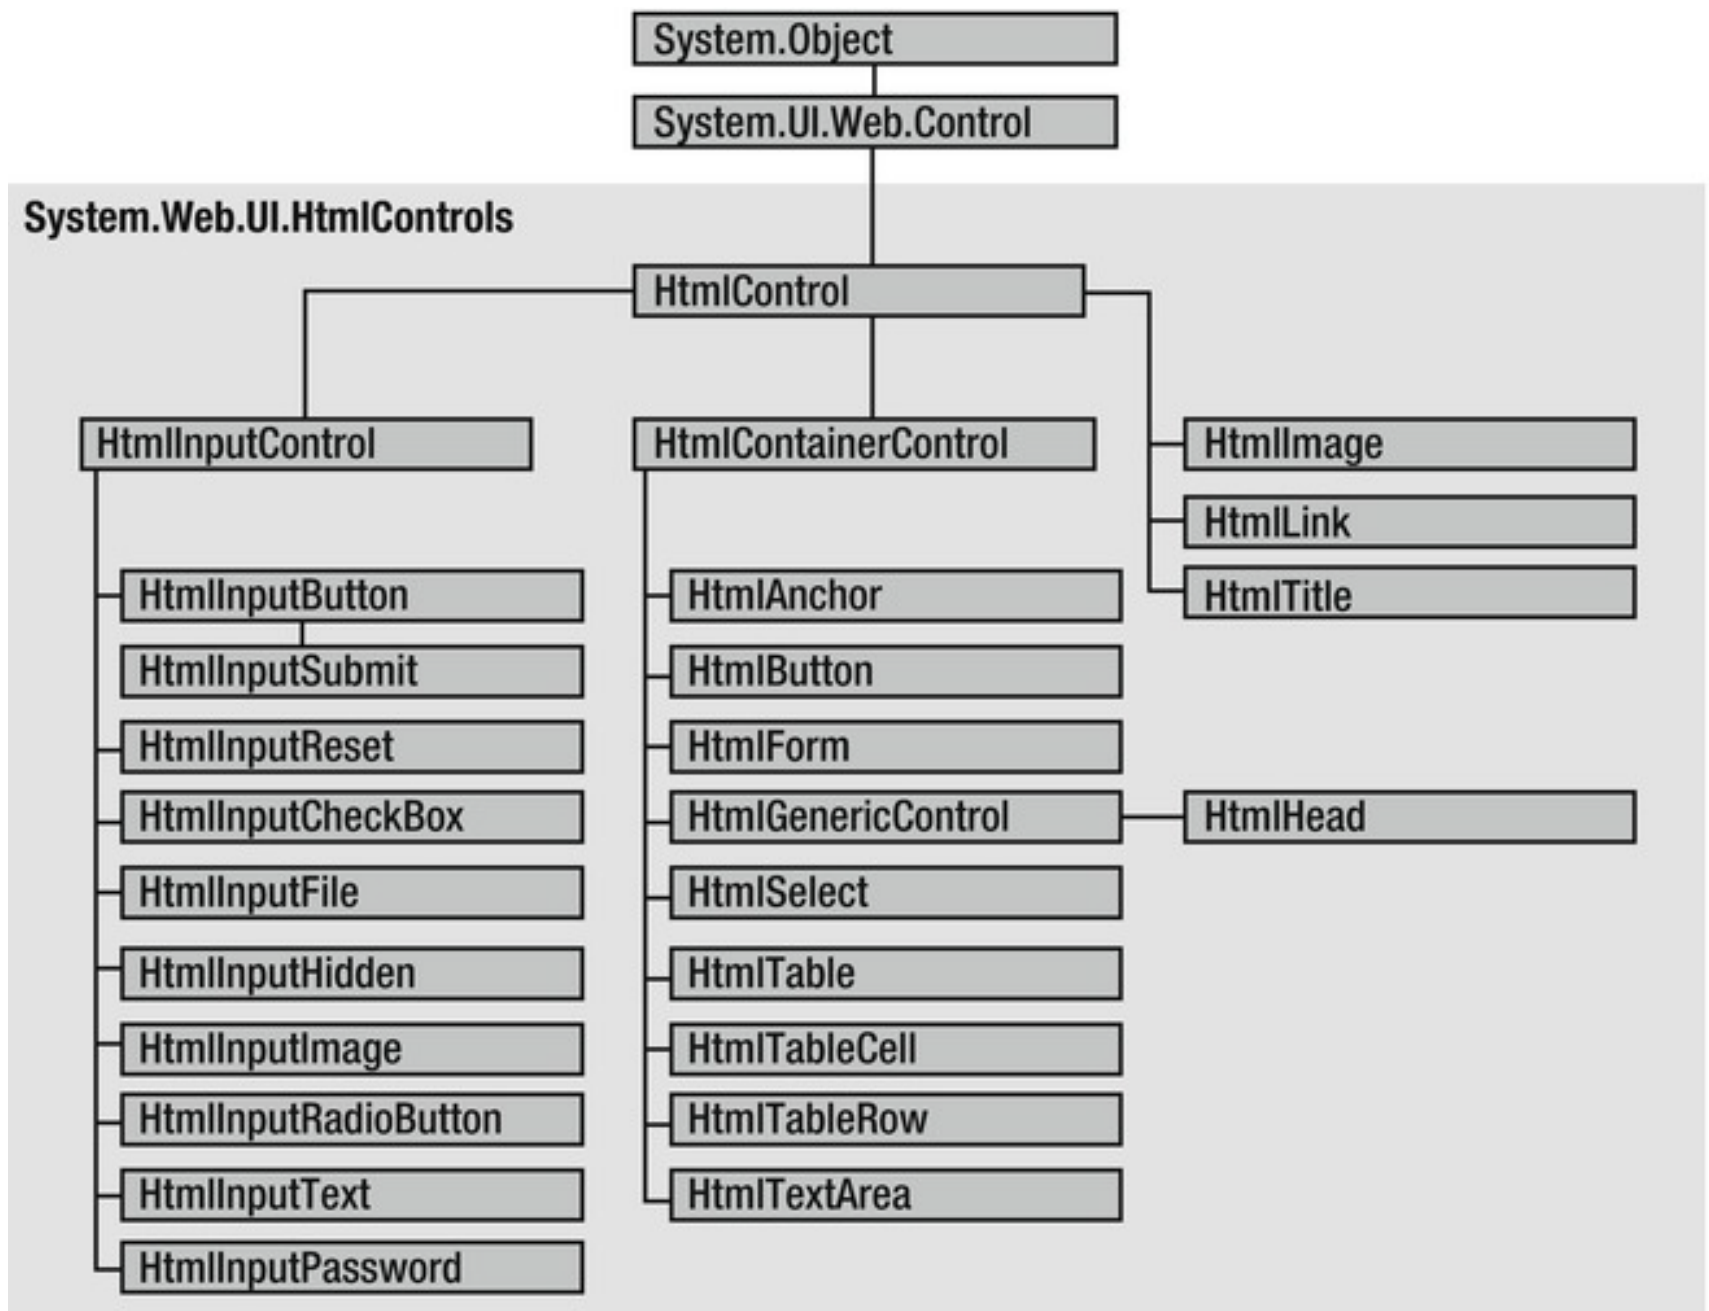 System.Object
System.UI.Web.Control
System.Web.UI.HtmlControls
HtmlControl
HtmlInputControl
HtmlContainerControl
HtmlImage
HtmlLink
HtmlTitle
HtmlInputButton
HtmlInputSubmit
HtmlInputReset
HtmlInputCheckBox
HtmlInputFile
HtmlInputHidden
HtmlInputImage
HtmlInputRadioButton
HtmlInputText
HtmlInputPassword
HtmlAnchor
HtmlButton
HtmlForm
HtmlGenericControl
HtmlHead
HtmlSelect
HtmlTable
HtmlTableCell
HtmlTableRow
HtmlTextArea